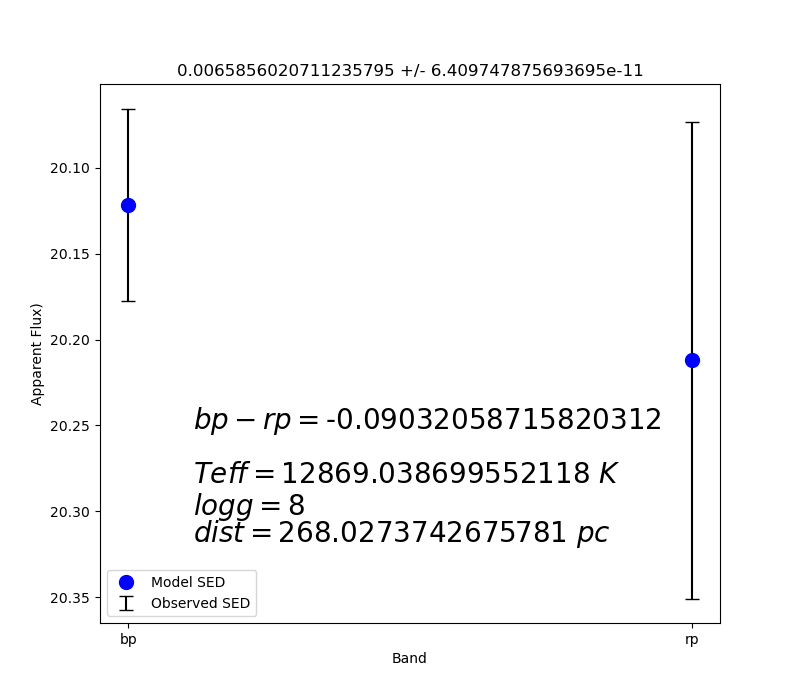 0.0065856020711235795 +/- 6.409747875693695e-11
20.10
20.15
20.20
20.25
20.30
20.35
Apparent Flux)
bp − rp = -0.09032058715820312
Teff = 12869.038699552118 K
logg = 8
dist = 268.0273742675781 pc
Model SED
Observed SED
bp
rp
Band